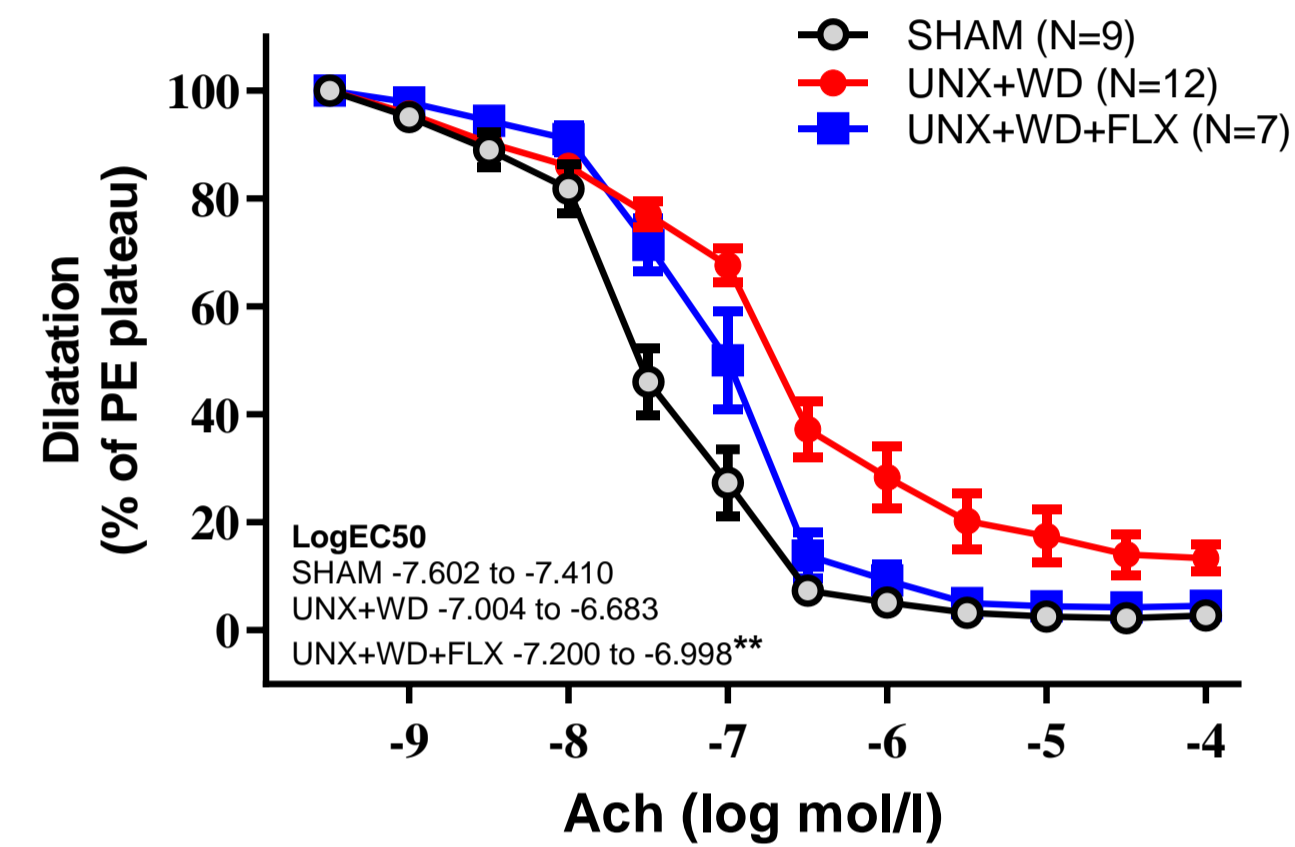 SHAM (N=9)
UNX+WD (N=12)
UNX+WD+FLX (N=7)
Dilatation
(% of PE plateau)
100
80
60
40
20
0
LogEC50
SHAM -7.602 to -7.410
UNX+WD -7.004 to -6.683
UNX+WD+FLX -7.200 to -6.998**
-9 -8 -7 -6 -5 -4
Ach (log mol/l)